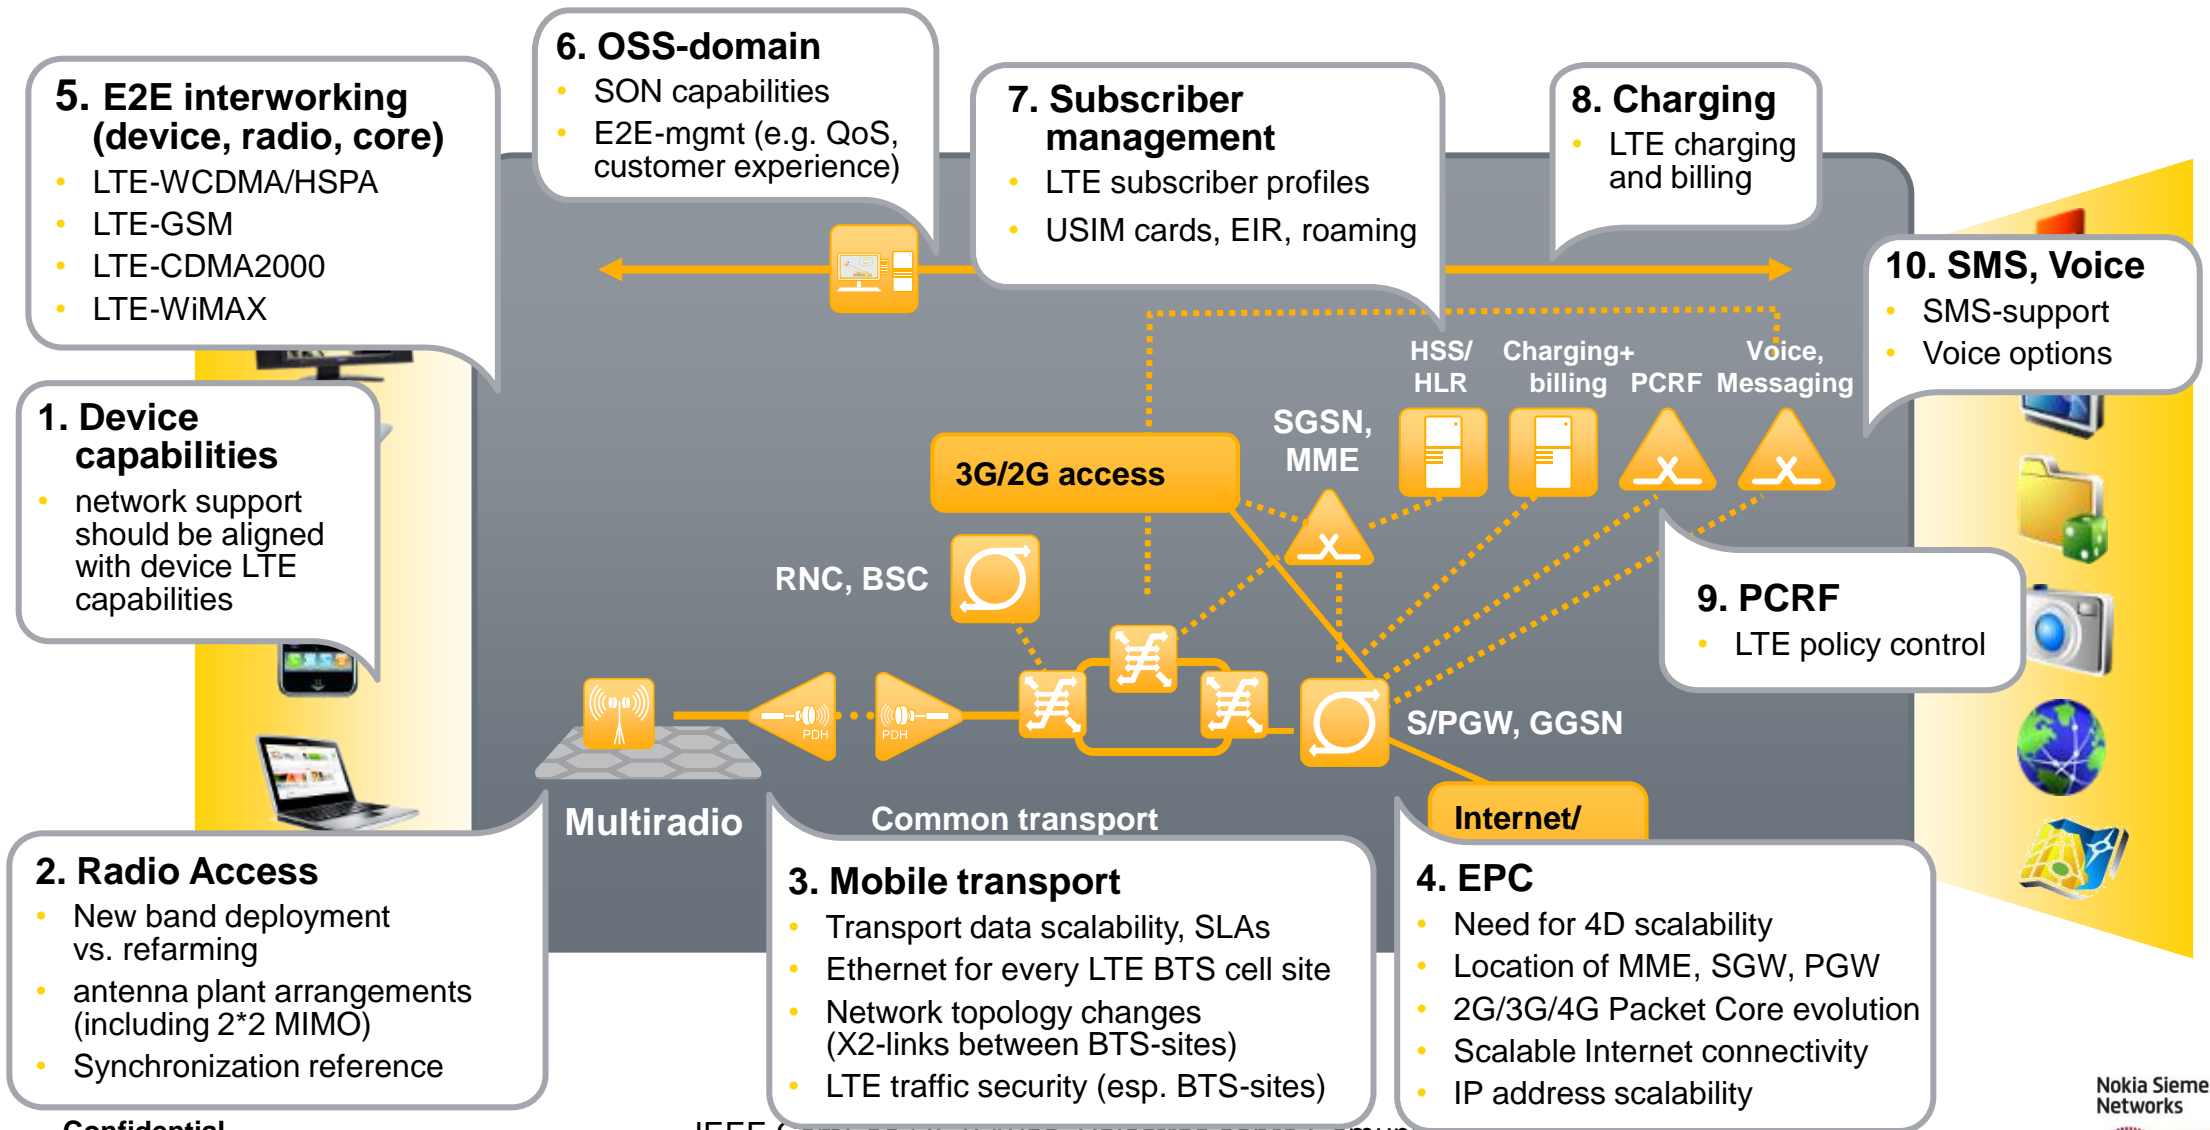 5. E2E interworking
(device, radio, core)
• LTE-WCDMA/HSPA
• LTE-GSM
• LTE-CDMA2000
• LTE-WiMAX
6. OSS-domain
• SON capabilities
• E2E-mgmt (e.g. QoS,
customer experience)
7. Subscriber
management
• LTE subscriber profiles
• USIM cards, EIR, roaming
8. Charging
• LTE charging
and billing
10. SMS, Voice
• SMS-support
• Voice options
1. Device
capabilities
• network support
should be aligned
with device LTE
capabilities
HSS/
HLR
Charging+
billing
PCRF
Voice,
Messaging
SGSN,
MME
3G/2G access
RNC, BSC
9. PCRF
• LTE policy control
PDH
PDH
S/PGW, GGSN
Multiradio
Common transport
Internet/
2. Radio Access
• New band deployment
vs. refarming
• antenna plant arrangements
(including 2*2 MIMO)
• Synchronization reference
3. Mobile transport
• Transport data scalability, SLAs
• Ethernet for every LTE BTS cell site
• Network topology changes
(X2-links between BTS-sites)
• LTE traffic security (esp. BTS-sites)
4. EPC
• Need for 4D scalability
• Location of MME, SGW, PGW
• 2G/3G/4G Packet Core evolution
• Scalable Internet connectivity
• IP address scalability
Nokia Sieme
Networks
Confidential
IEEE